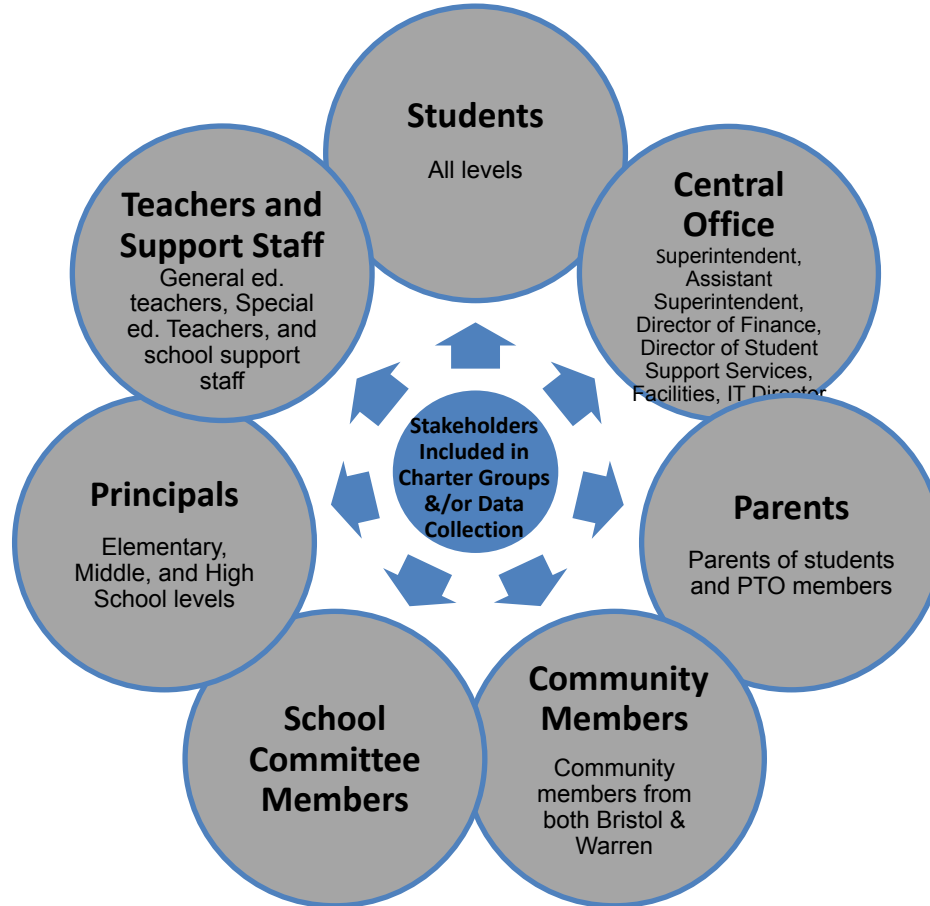 Students
All levels
Central
Office
Superintendent,
Assistant
Superintendent,
Director of Finance,
Director of Student
Support Services,
Facilities, IT Director
Parents
Parents of students
and PTO members
Community
Members
Community
members from
both Bristol &
Warren
School
Committee
Members
Principals
Elementary,
Middle, and High
School levels
Teachers and
Support Staff
General ed.
teachers, Special
ed. Teachers, and
school support
staff
Stakeholders
Included in
Charter Groups
&/or Data
Collection